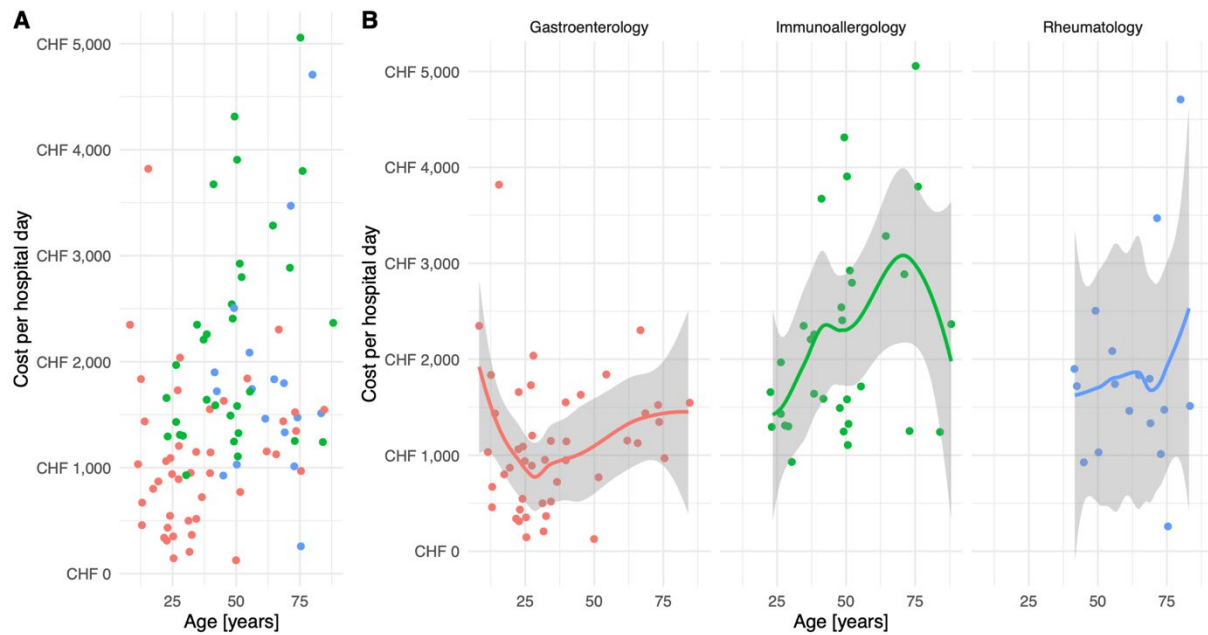 A
CHF 5,000
CHF 4,000
CHF 3,000
CHF 2,000
CHF 1,000
CHF 0
Cost per hospital day
25 50 75
Age [years]
B
Gastroenterology Immunoallergology Rheumatology
CHF 5,000
CHF 4,000
CHF 3,000
CHF 2,000
CHF 1,000
CHF 0
Cost per hospital day
25 50 75 25 50 75 25 50 75
Age [years]